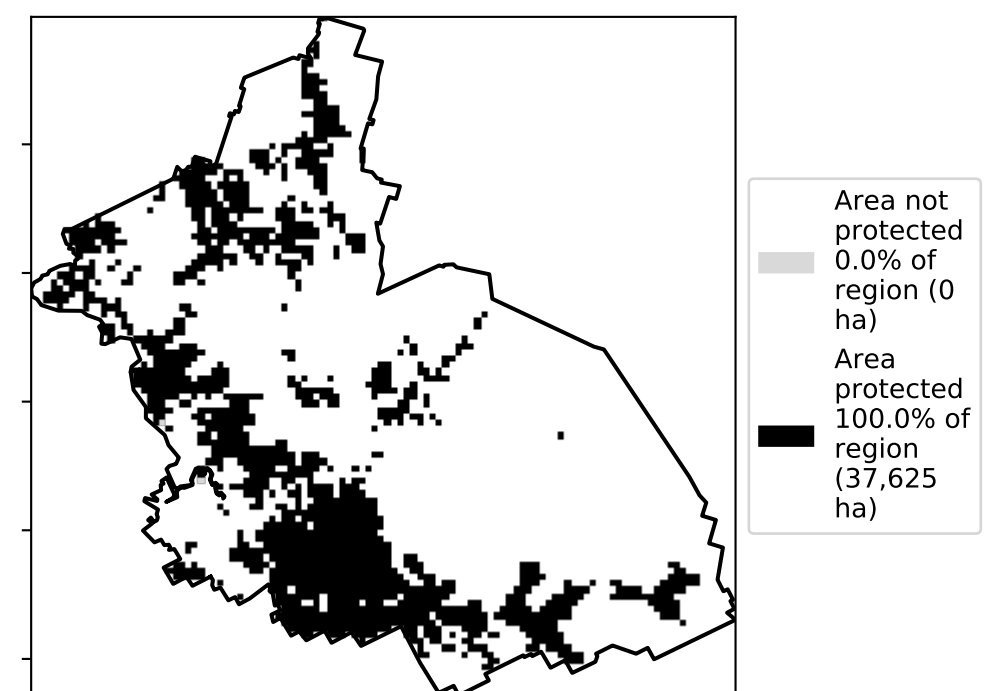 Area not
protected
0.0% of
region (0
ha)
Area
protected
100.0% of
region
(37,625
ha)